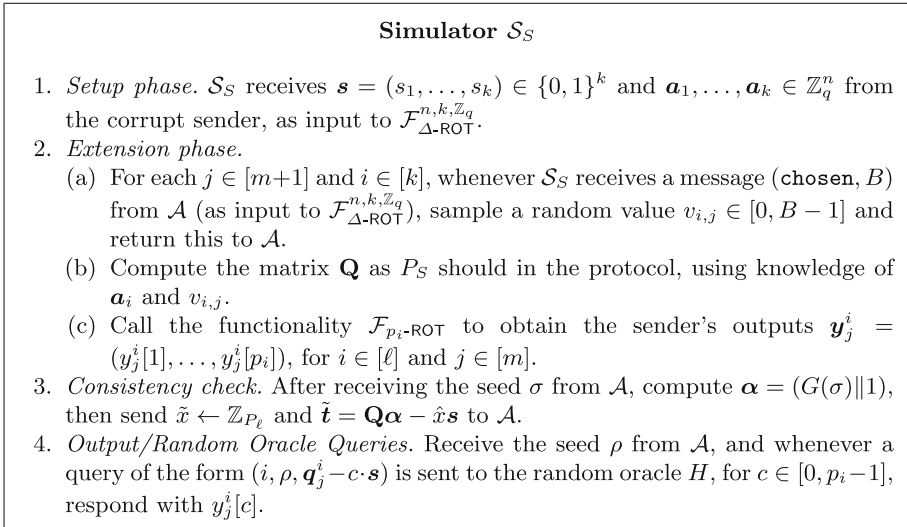 Simulator 𝒮_S
1. Setup phase. 𝒮_S receives 𝒔 = (s_1, . . . , s_k) ∈ {0, 1}^k and 𝒂_1, . . . , 𝒂_k ∈ ℤ_q^n from
the corrupt sender, as input to ℱ_{Δ-ROT}^{n,k,ℤ_q}.
2. Extension phase.
(a) For each j ∈ [m+1] and i ∈ [k], whenever 𝒮_S receives a message (chosen, B)
from 𝒜 (as input to ℱ_{Δ-ROT}^{n,k,ℤ_q}), sample a random value v_{i,j} ∈ [0, B − 1] and
return this to 𝒜.
(b) Compute the matrix 𝐐 as P_S should in the protocol, using knowledge of
𝒂_i and v_{i,j}.
(c) Call the functionality ℱ_{p_i-ROT} to obtain the sender's outputs 𝒚_j^i =
(y_j^i[1], . . . , y_j^i[p_i]), for i ∈ [ℓ] and j ∈ [m].
3. Consistency check. After receiving the seed σ from 𝒜, compute 𝜶 = (G(σ)‖1),
then send x̃ ← ℤ_{P_ℓ} and 𝒕̃ = 𝐐𝜶 − x̂𝒔 to 𝒜.
4. Output/Random Oracle Queries. Receive the seed ρ from 𝒜, and whenever a
query of the form (i, ρ, 𝒒_j^i − c · 𝒔) is sent to the random oracle H, for c ∈ [0, p_i − 1],
respond with y_j^i[c].